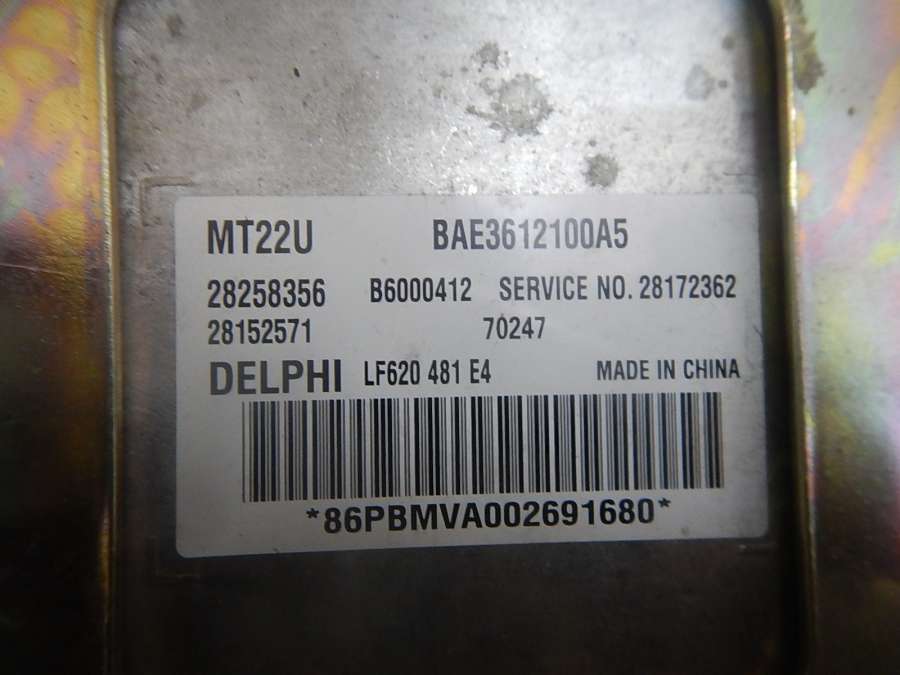 MT22U BAE3612100A5
28258356 B6000412 SERVICE NO. 28172362
28152571 70247
DELPHI LF620 481 E4 MADE IN CHINA
*86PBMVA002691680*